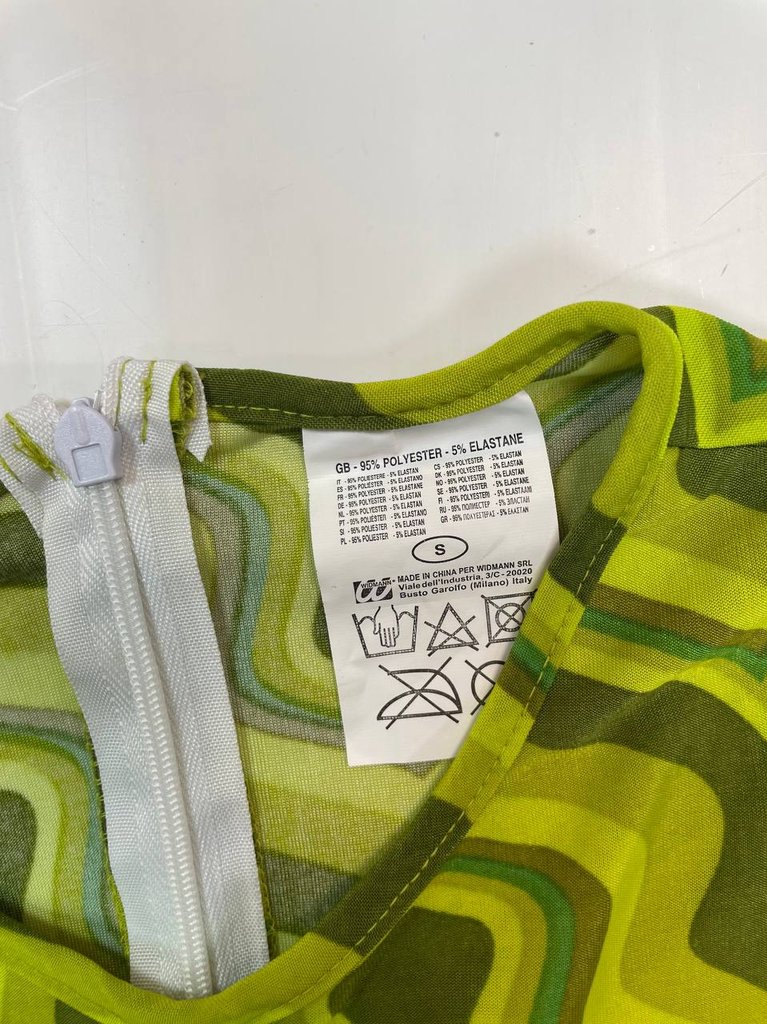 GB - 95% POLYESTER - 5% ELASTANE
IT - 95% POLIESTERE - 5% ELASTAN
ES - 95% POLIESTER - 5% ELASTANO
FR - 95% POLYESTER - 5% ELASTANE
DE - 95% POLYESTER - 5% ELASTAN
NL - 95% POLYESTER - 5% ELASTAN
PT - 95% POLIÉSTER - 5% ELASTANO
SI - 95% POLYESTER - 5% ELASTAN
PL - 95% POLYESTER - 5% ELASTAN
CS - 95% POLYESTER - 5% ELASTAN
DK - 95% POLYESTER - 5% ELASTAN
NO - 95% POLYESTER - 5% ELASTAN
SE - 95% POLYESTER - 5% ELASTAN
FI - 95% POLYESTERI - 5% ELASTAANI
RU - 95% ПОЛИЭСТЕР - 5% ЭЛАСТАН
GR - 95% ΠΟΛΥΕΣΤΕΡΑΣ - 5% ΕΛΑΣΤΑΝ
S
WIDMANN - MADE IN CHINA PER WIDMANN SRL
Viale dell'Industria, 3/C - 20020
Busto Garolfo (Milano) Italy